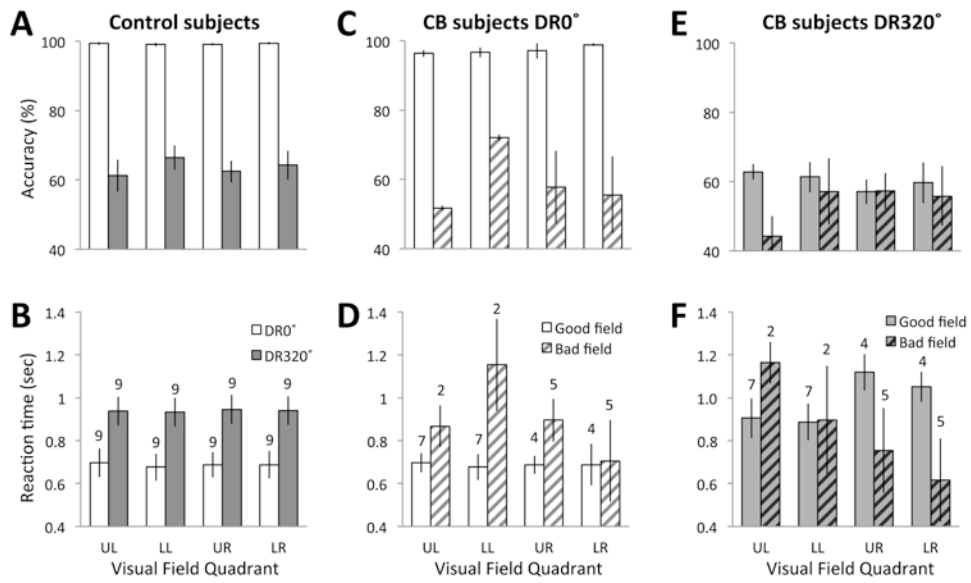 A Control subjects
100
80
60
40
Accuracy (%)
C CB subjects DR0°
100
80
60
40
E CB subjects DR320°
100
80
60
40
B
1.4
1.2
1
0.8
0.6
0.4
Reaction time (sec)
DR0°
DR320°
9 9 9 9
9 9 9 9
UL LL UR LR
Visual Field Quadrant
D
1.4
1.2
1
0.8
0.6
0.4
Good field
Bad field
7 2 7 2 4 5 4 5
UL LL UR LR
Visual Field Quadrant
F
1.4
1.2
1
0.8
0.6
0.4
Good field
Bad field
7 2 7 2 4 5 4 5
UL LL UR LR
Visual Field Quadrant